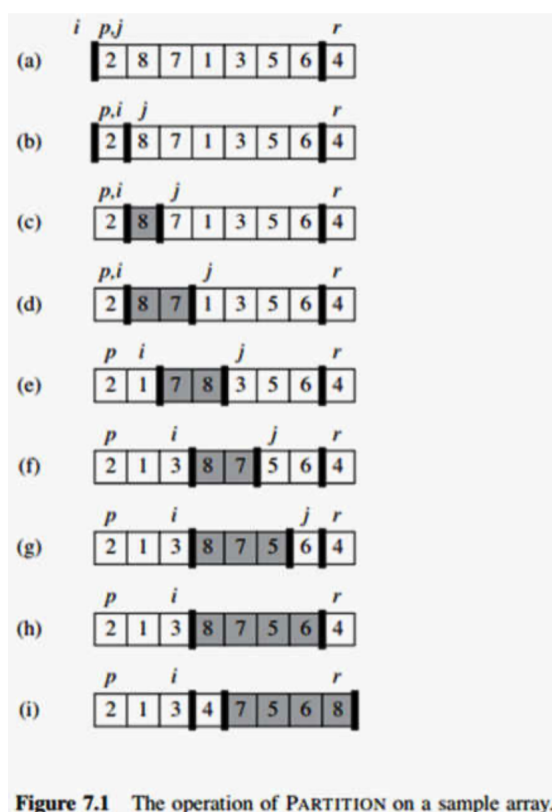 i p,j r
(a) 2 8 7 1 3 5 6 4
p,i j r
(b) 2 8 7 1 3 5 6 4
p,i j r
(c) 2 8 7 1 3 5 6 4
p,i j r
(d) 2 8 7 1 3 5 6 4
p i j r
(e) 2 1 7 8 3 5 6 4
p i j r
(f) 2 1 3 8 7 5 6 4
p i j r
(g) 2 1 3 8 7 5 6 4
p i r
(h) 2 1 3 8 7 5 6 4
p i r
(i) 2 1 3 4 7 5 6 8
Figure 7.1 The operation of PARTITION on a sample array.